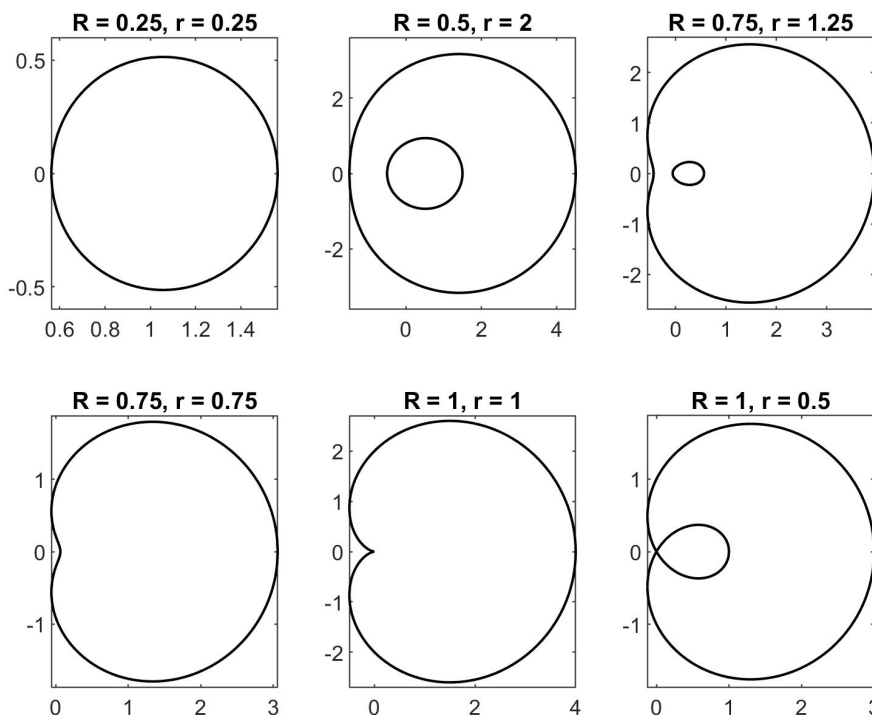 R = 0.25, r = 0.25
0.5
0
-0.5
0.6 0.8 1 1.2 1.4
R = 0.5, r = 2
2
0
-2
0 2 4
R = 0.75, r = 1.25
2
1
0
-1
-2
0 1 2 3
R = 0.75, r = 0.75
1
0
-1
0 1 2 3
R = 1, r = 1
2
1
0
-1
-2
0 2 4
R = 1, r = 0.5
1
0
-1
0 1 2 3